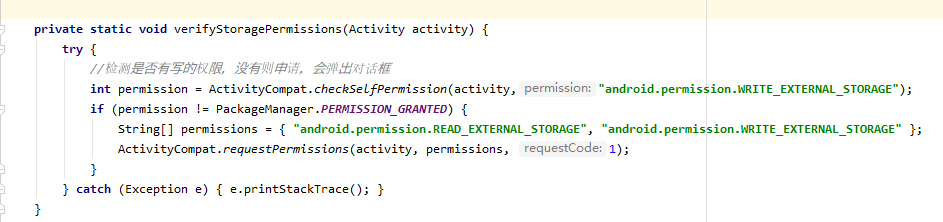 private static void verifyStoragePermissions(Activity activity) {
try {
//检测是否有写的权限，没有则申请，会弹出对话框
int permission = ActivityCompat.checkSelfPermission(activity, permission: "android.permission.WRITE_EXTERNAL_STORAGE");
if (permission != PackageManager.PERMISSION_GRANTED) {
String[] permissions = { "android.permission.READ_EXTERNAL_STORAGE", "android.permission.WRITE_EXTERNAL_STORAGE" };
ActivityCompat.requestPermissions(activity, permissions, requestCode: 1);
}
} catch (Exception e) { e.printStackTrace(); }
}